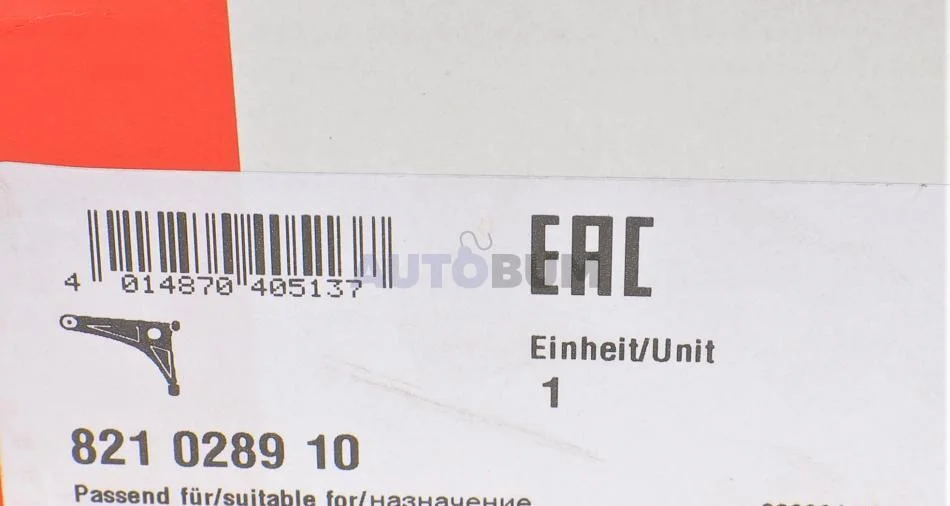 EAC
4 014870 405137
AUTOBUM
Einheit/Unit
1
821 0289 10
Passend für/suitable for/назначение